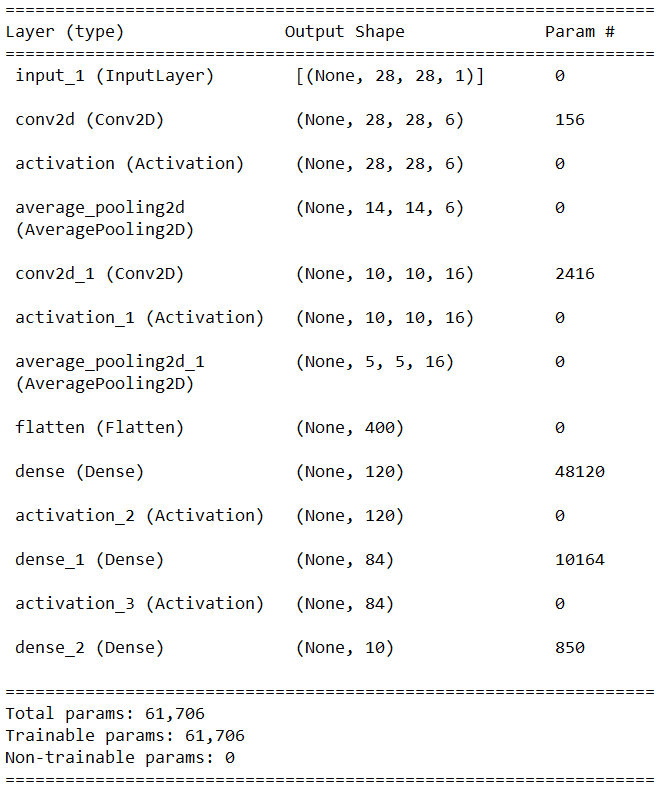 =================================================================
Layer (type)                Output Shape              Param #
=================================================================
 input_1 (InputLayer)        [(None, 28, 28, 1)]       0
 conv2d (Conv2D)             (None, 28, 28, 6)         156
 activation (Activation)     (None, 28, 28, 6)         0
 average_pooling2d           (None, 14, 14, 6)         0
 (AveragePooling2D)
 conv2d_1 (Conv2D)           (None, 10, 10, 16)        2416
 activation_1 (Activation)   (None, 10, 10, 16)        0
 average_pooling2d_1         (None, 5, 5, 16)          0
 (AveragePooling2D)
 flatten (Flatten)           (None, 400)               0
 dense (Dense)               (None, 120)               48120
 activation_2 (Activation)   (None, 120)               0
 dense_1 (Dense)             (None, 84)                10164
 activation_3 (Activation)   (None, 84)                0
 dense_2 (Dense)             (None, 10)                850
=================================================================
Total params: 61,706
Trainable params: 61,706
Non-trainable params: 0
=================================================================